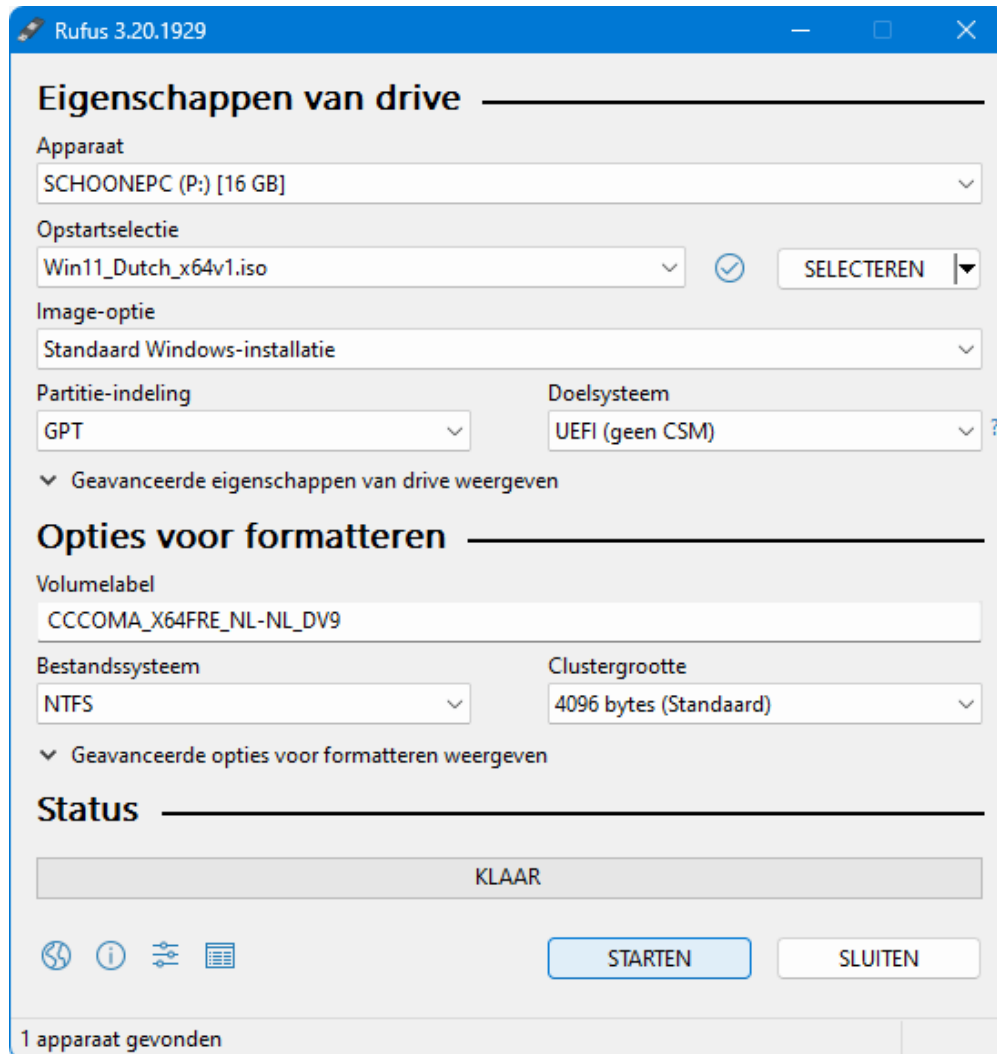 Rufus 3.20.1929
Eigenschappen van drive
Apparaat
SCHOONEPC (P:) [16 GB]
Opstartselectie
Win11_Dutch_x64v1.iso
SELECTEREN
Image-optie
Standaard Windows-installatie
Partitie-indeling Doelsysteem
GPT UEFI (geen CSM) ?
Geavanceerde eigenschappen van drive weergeven
Opties voor formatteren
Volumelabel
CCCOMA_X64FRE_NL-NL_DV9
Bestandssysteem Clustergrootte
NTFS 4096 bytes (Standaard)
Geavanceerde opties voor formatteren weergeven
Status
KLAAR
STARTEN SLUITEN
1 apparaat gevonden